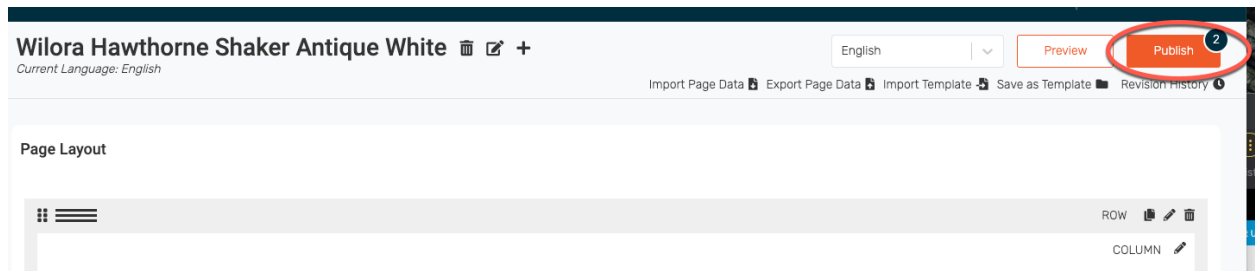 Wilora Hawthorne Shaker Antique White
Current Language: English
English
Preview
Publish
2
Import Page Data Export Page Data Import Template Save as Template Revision History
Page Layout
ROW
COLUMN